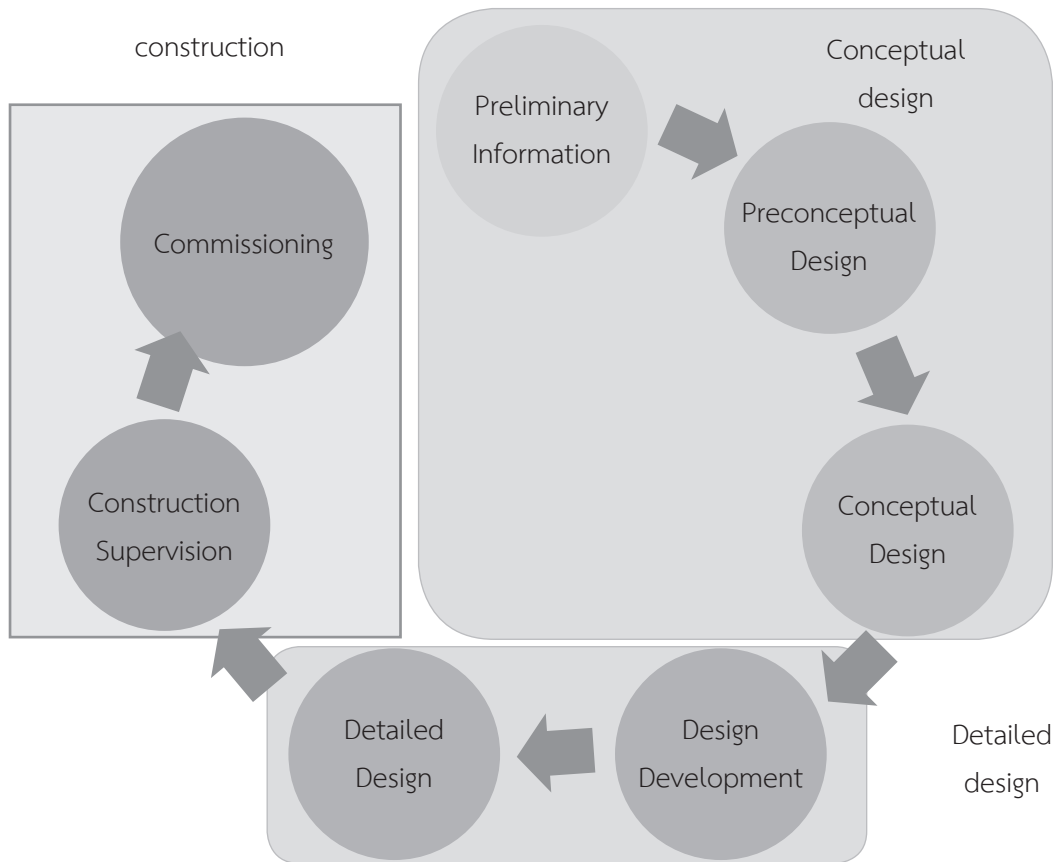 construction
Conceptual
design
Preliminary
Information
Preconceptual
Design
Commissioning
Conceptual
Design
Construction
Supervision
Detailed
Design
Design
Development
Detailed
design